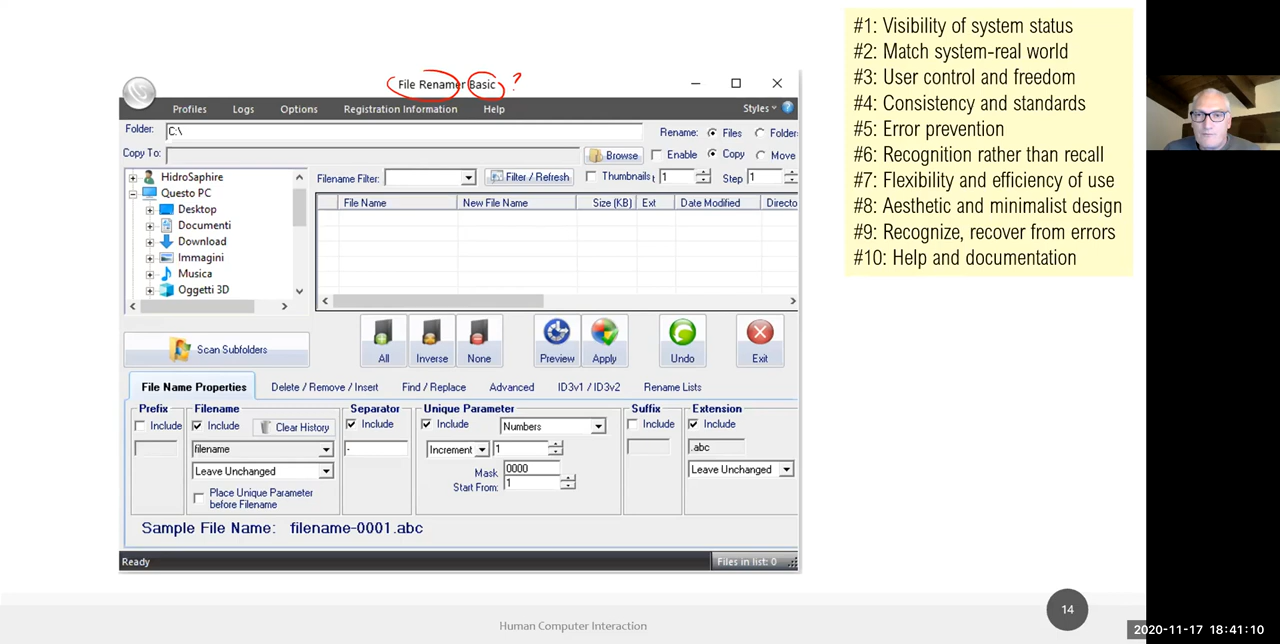 #1: Visibility of system status
#2: Match system-real world
#3: User control and freedom
#4: Consistency and standards
#5: Error prevention
#6: Recognition rather than recall
#7: Flexibility and efficiency of use
#8: Aesthetic and minimalist design
#9: Recognize, recover from errors
#10: Help and documentation
File Renamer Basic ?
Profiles Logs Options Registration Information Help Styles
Folder: C:\ Rename: Files Folder
Copy To: Browse Enable Copy Move
HidroSaphire
Questo PC
Desktop
Documenti
Download
Immagini
Musica
Oggetti 3D
Filename Filter: Filter / Refresh Thumbnails 1 Step 1
File Name New File Name Size (KB) Ext Date Modified Directo
Scan Subfolders
All Inverse None Preview Apply Undo Exit
File Name Properties Delete / Remove / Insert Find / Replace Advanced ID3v1 / ID3v2 Rename Lists
Prefix
Include
Filename
Include Clear History
filename
Leave Unchanged
Place Unique Parameter
before Filename
Separator
Include
-
Unique Parameter
Include Numbers
Increment 1
Mask 0000
Start From: 1
Suffix
Include
Extension
Include
.abc
Leave Unchanged
Sample File Name: filename-0001.abc
Ready Files in list: 0
14
Human Computer Interaction
2020-11-17 18:41:10